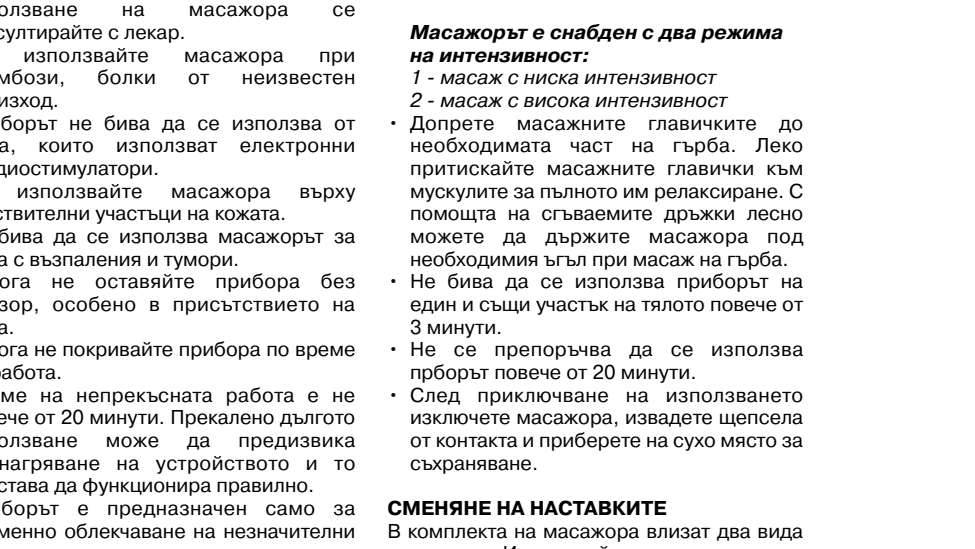 ползване на масажора се
султирайте с лекар.
използвайте масажора при
мбози, болки от неизвестен
изход.
борът не бива да се използва от
а, които използват електронни
диостимулатори.
използвайте масажора върху
ствителни участъци на кожата.
бива да се използва масажорът за
а с възпаления и тумори.
ога не оставяйте прибора без
зор, особено в присътствието на
а.
ога не покривайте прибора по време
работа.
ме на непрекъсната работа е не
ече от 20 минути. Прекалено дългото
олзване може да предизвика
нагряване на устройството и то
става да функционира правилно.
борът е предназначен само за
менно облекчаване на незначителни
Масажорът е снабден с два режима
на интензивност:
1 - масаж с ниска интензивност
2 - масаж с висока интензивност
• Допрете масажните главичките до
необходимата част на гърба. Леко
притискайте масажните главички към
мускулите за пълното им релаксиране. С
помощта на сгъваемите дръжки лесно
можете да държите масажора под
необходимия ъгъл при масаж на гърба.
• Не бива да се използва приборът на
един и същи участък на тялото повече от
3 минути.
• Не се препоръчва да се използва
прборът повече от 20 минути.
• След приключване на използването
изключете масажора, извадете щепсела
от контакта и приберете на сухо място за
съхраняване.
СМЕНЯНЕ НА НАСТАВКИТЕ
В комплекта на масажора влизат два вида